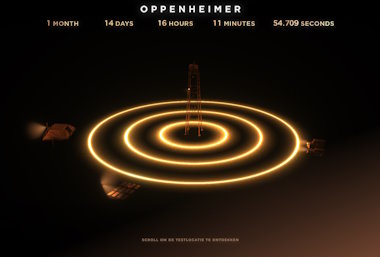 OPPENHEIMER
1 MONTH 14 DAYS 16 HOURS 11 MINUTES 54.709 SECONDS
SCROLL OM DE TESTLOCATIE TE ONTDEKKEN